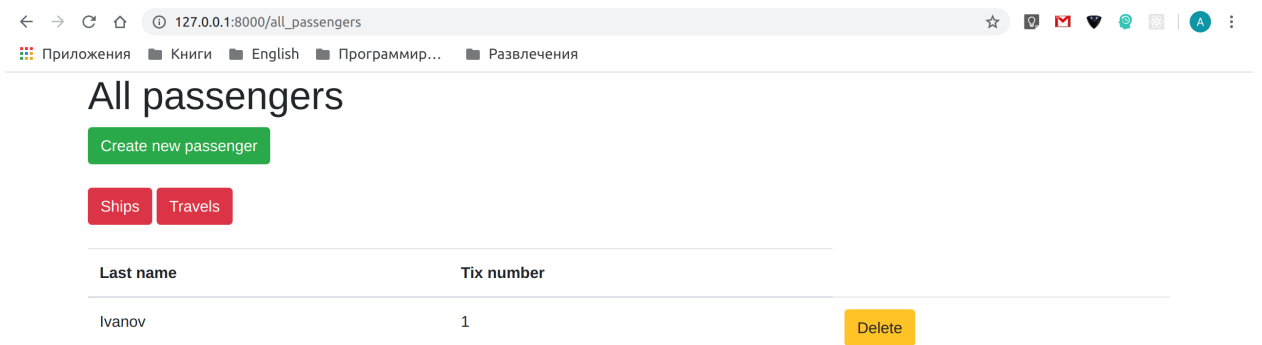 127.0.0.1:8000/all_passengers
A
Приложения Книги English Программир... Развлечения
All passengers
Create new passenger
Ships Travels
Last name Tix number
Ivanov 1 Delete